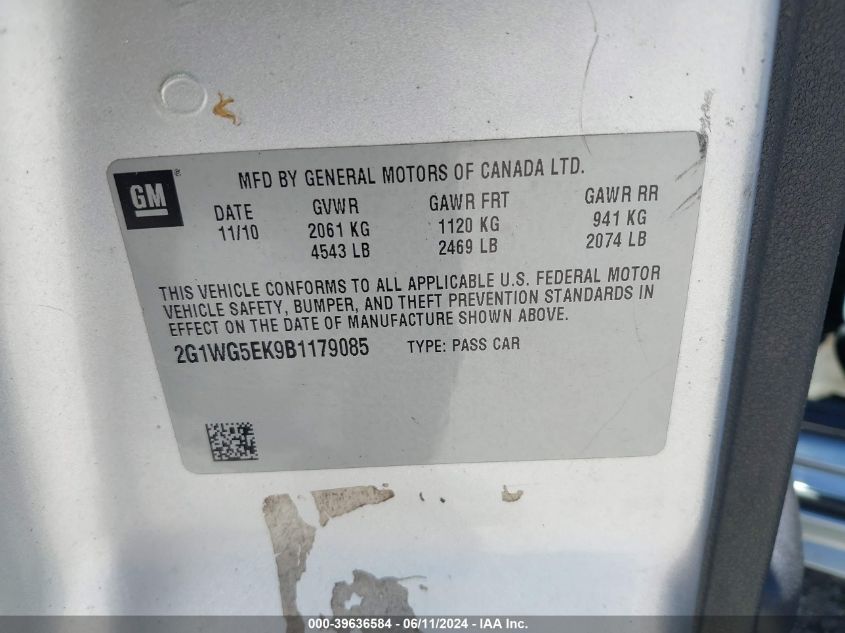 GM ®
MFD BY GENERAL MOTORS OF CANADA LTD.
DATE GVWR GAWR FRT GAWR RR
11/10 2061 KG 1120 KG 941 KG
4543 LB 2469 LB 2074 LB
THIS VEHICLE CONFORMS TO ALL APPLICABLE U.S. FEDERAL MOTOR
VEHICLE SAFETY, BUMPER, AND THEFT PREVENTION STANDARDS IN
EFFECT ON THE DATE OF MANUFACTURE SHOWN ABOVE.
2G1WG5EK9B1179085 TYPE: PASS CAR
000-39636584 - 06/11/2024 - IAA Inc.